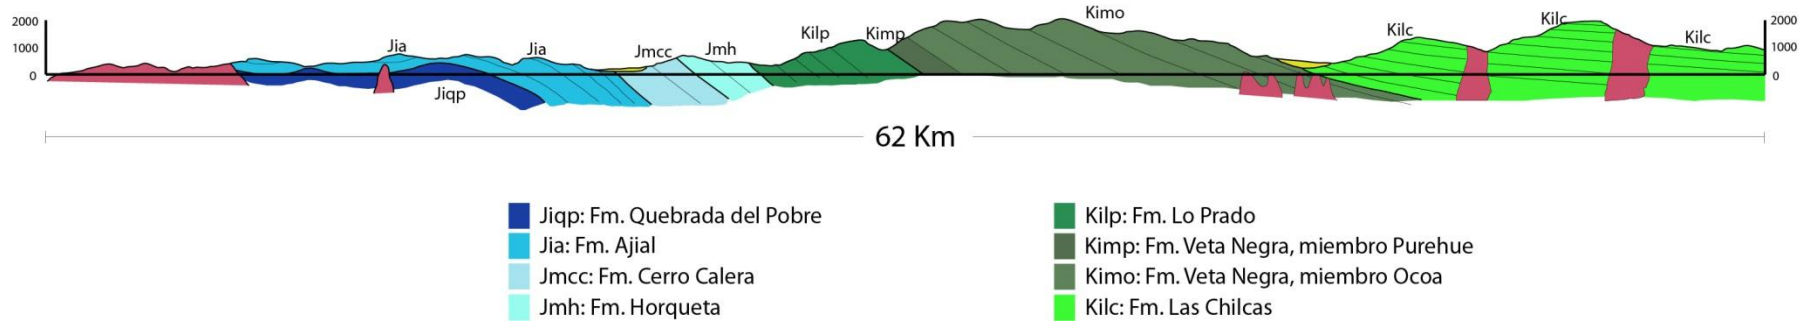 2000
1000
0
Jia
Jiqp
Jia
Jmcc
Jmh
Kilp
Kimp
Kimo
Kilc
Kilc
Kilc
2000
1000
0
62 Km
Jiqp: Fm. Quebrada del Pobre
Jia: Fm. Ajial
Jmcc: Fm. Cerro Calera
Jmh: Fm. Horqueta
Kilp: Fm. Lo Prado
Kimp: Fm. Veta Negra, miembro Purehue
Kimo: Fm. Veta Negra, miembro Ocoa
Kilc: Fm. Las Chilcas